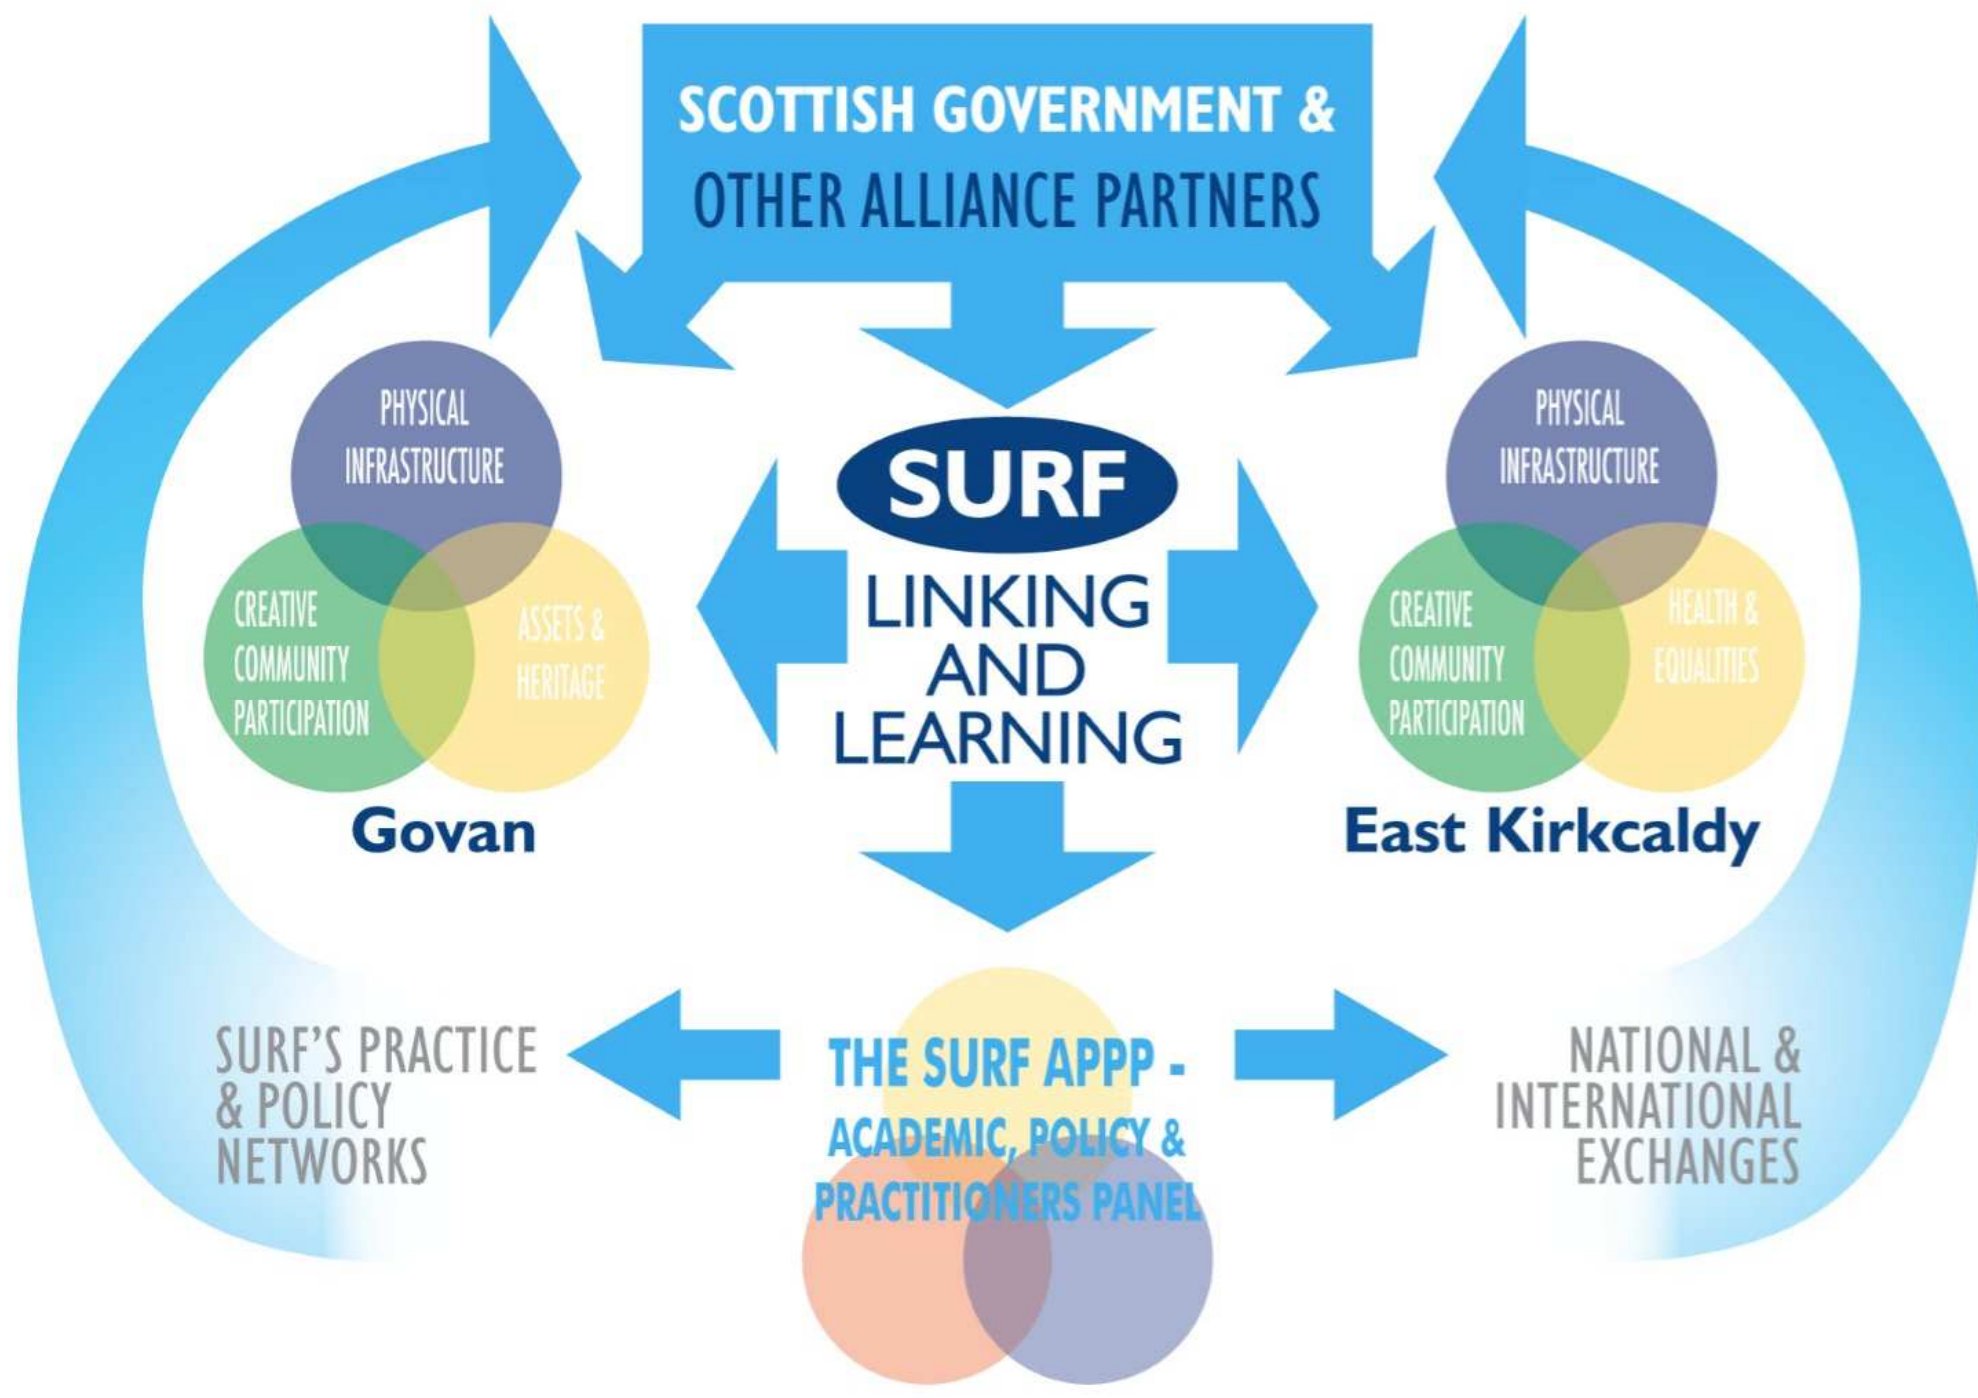 SCOTTISH GOVERNMENT &
OTHER ALLIANCE PARTNERS
PHYSICAL
INFRASTRUCTURE
CREATIVE
COMMUNITY
PARTICIPATION
ASSETS &
HERITAGE
Govan
SURF
LINKING
AND
LEARNING
PHYSICAL
INFRASTRUCTURE
CREATIVE
COMMUNITY
PARTICIPATION
HEALTH &
EQUALITIES
East Kirkcaldy
SURF'S PRACTICE
& POLICY
NETWORKS
THE SURF APPP -
ACADEMIC, POLICY &
PRACTITIONERS PANEL
NATIONAL &
INTERNATIONAL
EXCHANGES